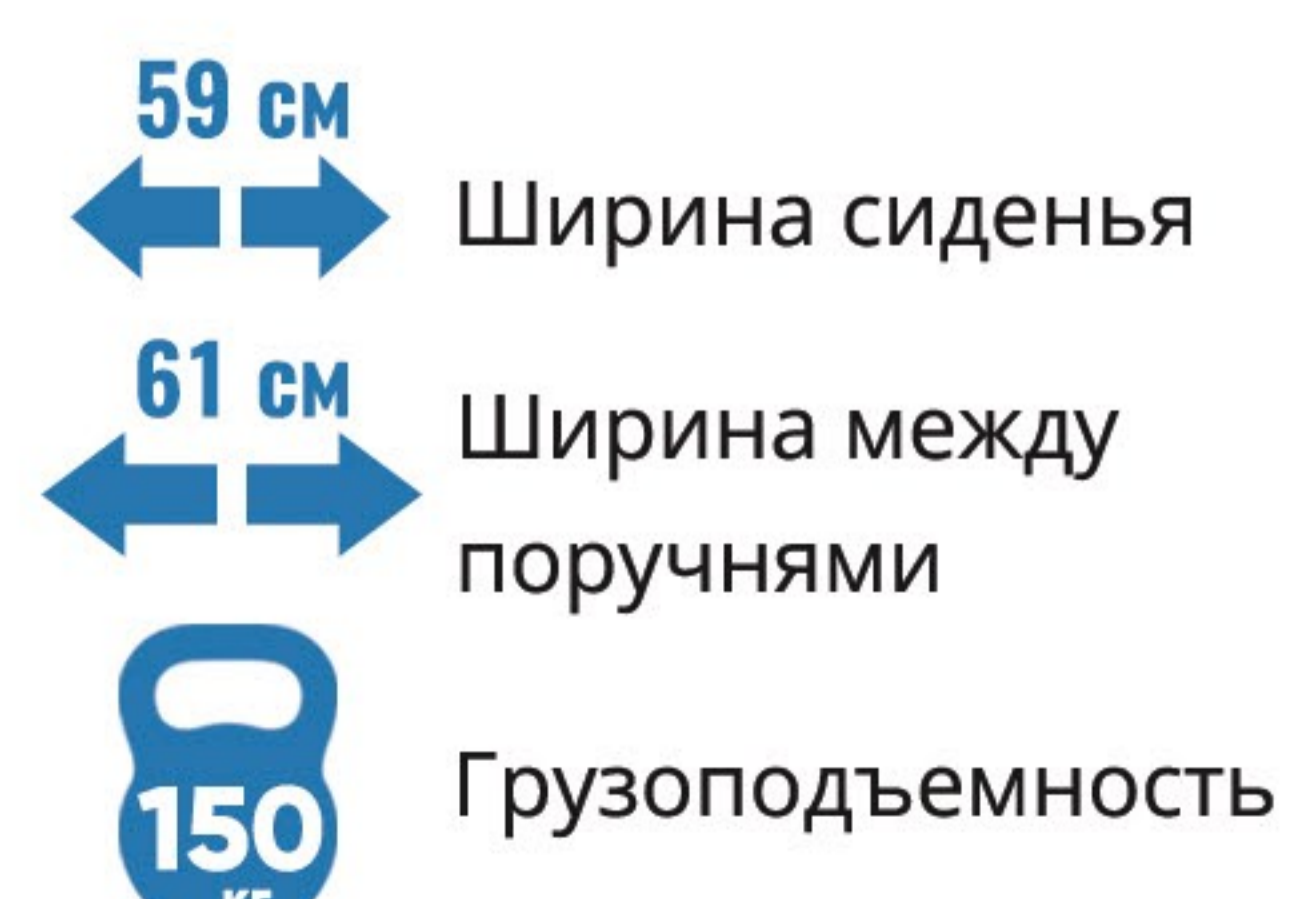 59 см
Ширина сиденья
61 см
Ширина между
поручнями
150
Грузоподъемность